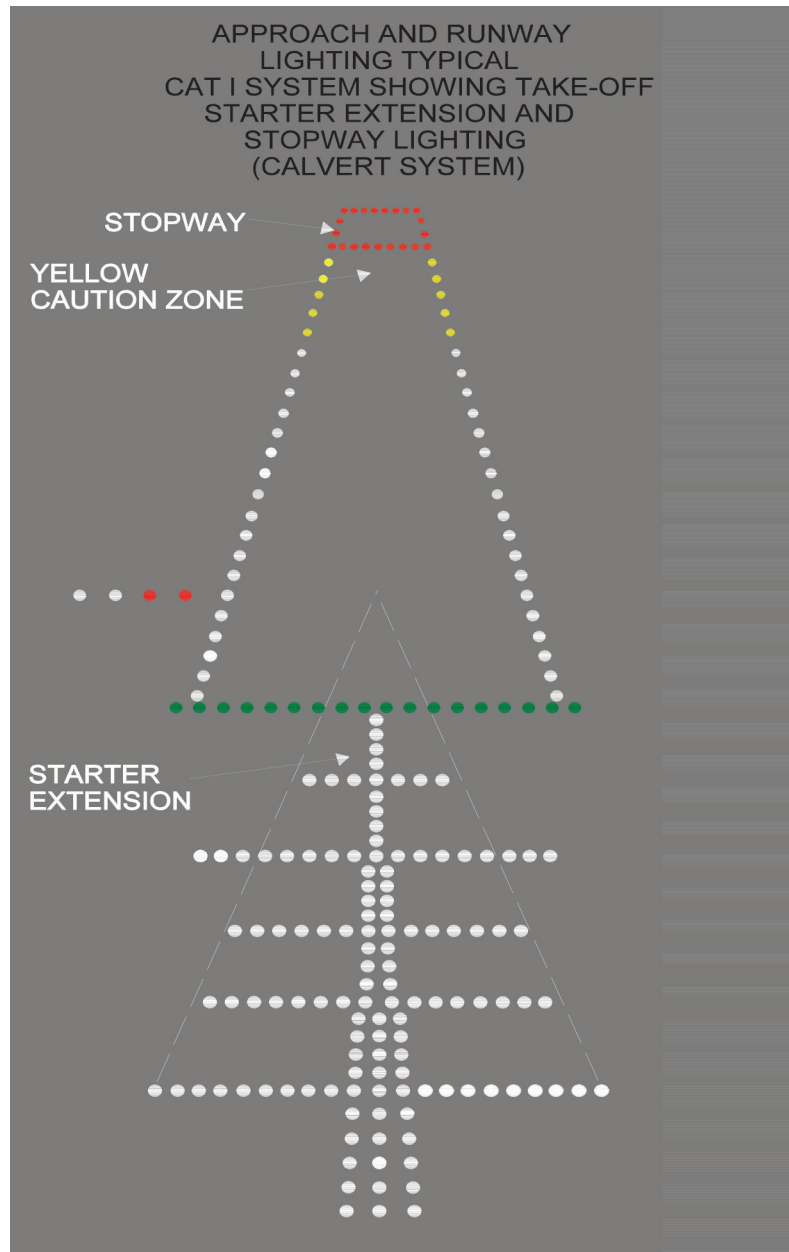 APPROACH AND RUNWAY
LIGHTING TYPICAL
CAT I SYSTEM SHOWING TAKE-OFF
STARTER EXTENSION AND
STOPWAY LIGHTING
(CALVERT SYSTEM)
STOPWAY
YELLOW
CAUTION ZONE
STARTER
EXTENSION